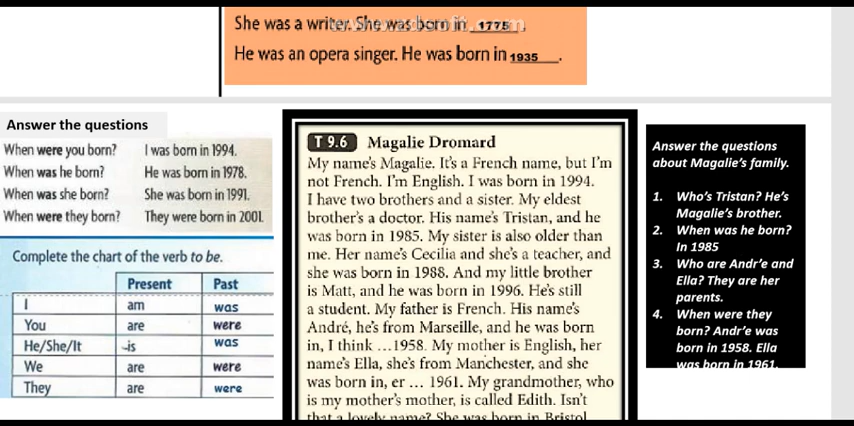 She was a writer. She was born in 1775.
He was an opera singer. He was born in 1935.
Answer the questions
When were you born? I was born in 1994.
When was he born? He was born in 1978.
When was she born? She was born in 1991.
When were they born? They were born in 2001.
Complete the chart of the verb to be.
Present Past
I am was
You are were
He/She/It is was
We are were
They are were
T 9.6 Magalie Dromard
My name's Magalie. It's a French name, but I'm
not French. I'm English. I was born in 1994.
I have two brothers and a sister. My eldest
brother's a doctor. His name's Tristan, and he
was born in 1985. My sister is also older than
me. Her name's Cecilia and she's a teacher, and
she was born in 1988. And my little brother
is Matt, and he was born in 1996. He's still
a student. My father is French. His name's
André, he's from Marseille, and he was born
in, I think …1958. My mother is English, her
name's Ella, she's from Manchester, and she
was born in, er … 1961. My grandmother, who
is my mother's mother, is called Edith. Isn't
that a lovely name? She was born in Bristol
Answer the questions
about Magalie's family.
1. Who's Tristan? He's
Magalie's brother.
2. When was he born?
In 1985
3. Who are Andr'e and
Ella? They are her
parents.
4. When were they
born? Andr'e was
born in 1958. Ella
was born in 1961.